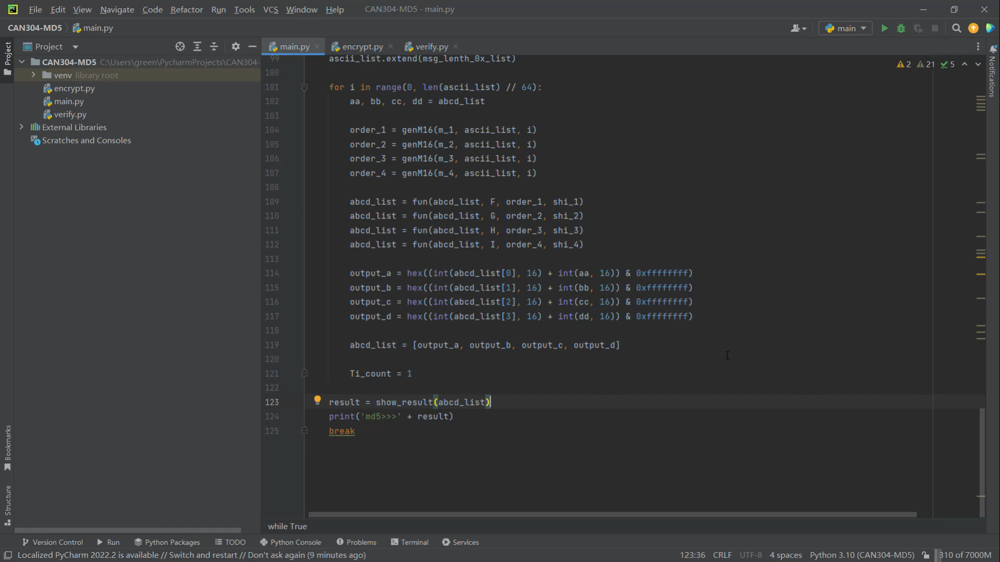 PC File Edit View Navigate Code Refactor Run Tools VCS Window Help CAN304-MD5 - main.py
CAN304-MD5 main.py main
Project main.py encrypt.py verify.py
CAN304-MD5 C:\Users\green\PycharmProjects\CAN304-
venv library root
encrypt.py
main.py
verify.py
External Libraries
Scratches and Consoles
Project
Bookmarks
Structure
2 21 5
99 ascii_list.extend(msg_lenth_0x_list)
100
101 for i in range(0, len(ascii_list) // 64):
102 aa, bb, cc, dd = abcd_list
103
104 order_1 = genM16(m_1, ascii_list, i)
105 order_2 = genM16(m_2, ascii_list, i)
106 order_3 = genM16(m_3, ascii_list, i)
107 order_4 = genM16(m_4, ascii_list, i)
108
109 abcd_list = fun(abcd_list, F, order_1, shi_1)
110 abcd_list = fun(abcd_list, G, order_2, shi_2)
111 abcd_list = fun(abcd_list, H, order_3, shi_3)
112 abcd_list = fun(abcd_list, I, order_4, shi_4)
113
114 output_a = hex((int(abcd_list[0], 16) + int(aa, 16)) & 0xffffffff)
115 output_b = hex((int(abcd_list[1], 16) + int(bb, 16)) & 0xffffffff)
116 output_c = hex((int(abcd_list[2], 16) + int(cc, 16)) & 0xffffffff)
117 output_d = hex((int(abcd_list[3], 16) + int(dd, 16)) & 0xffffffff)
118
119 abcd_list = [output_a, output_b, output_c, output_d]
120
121 Ti_count = 1
122
123 result = show_result(abcd_list)
124 print('md5>>>' + result)
125 break
while True
Notifications
Version Control Run Python Packages TODO Python Console Problems Terminal Services
Localized PyCharm 2022.2 is available // Switch and restart // Don't ask again (9 minutes ago) 123:36 CRLF UTF-8 4 spaces Python 3.10 (CAN304-MD5) 310 of 7000M